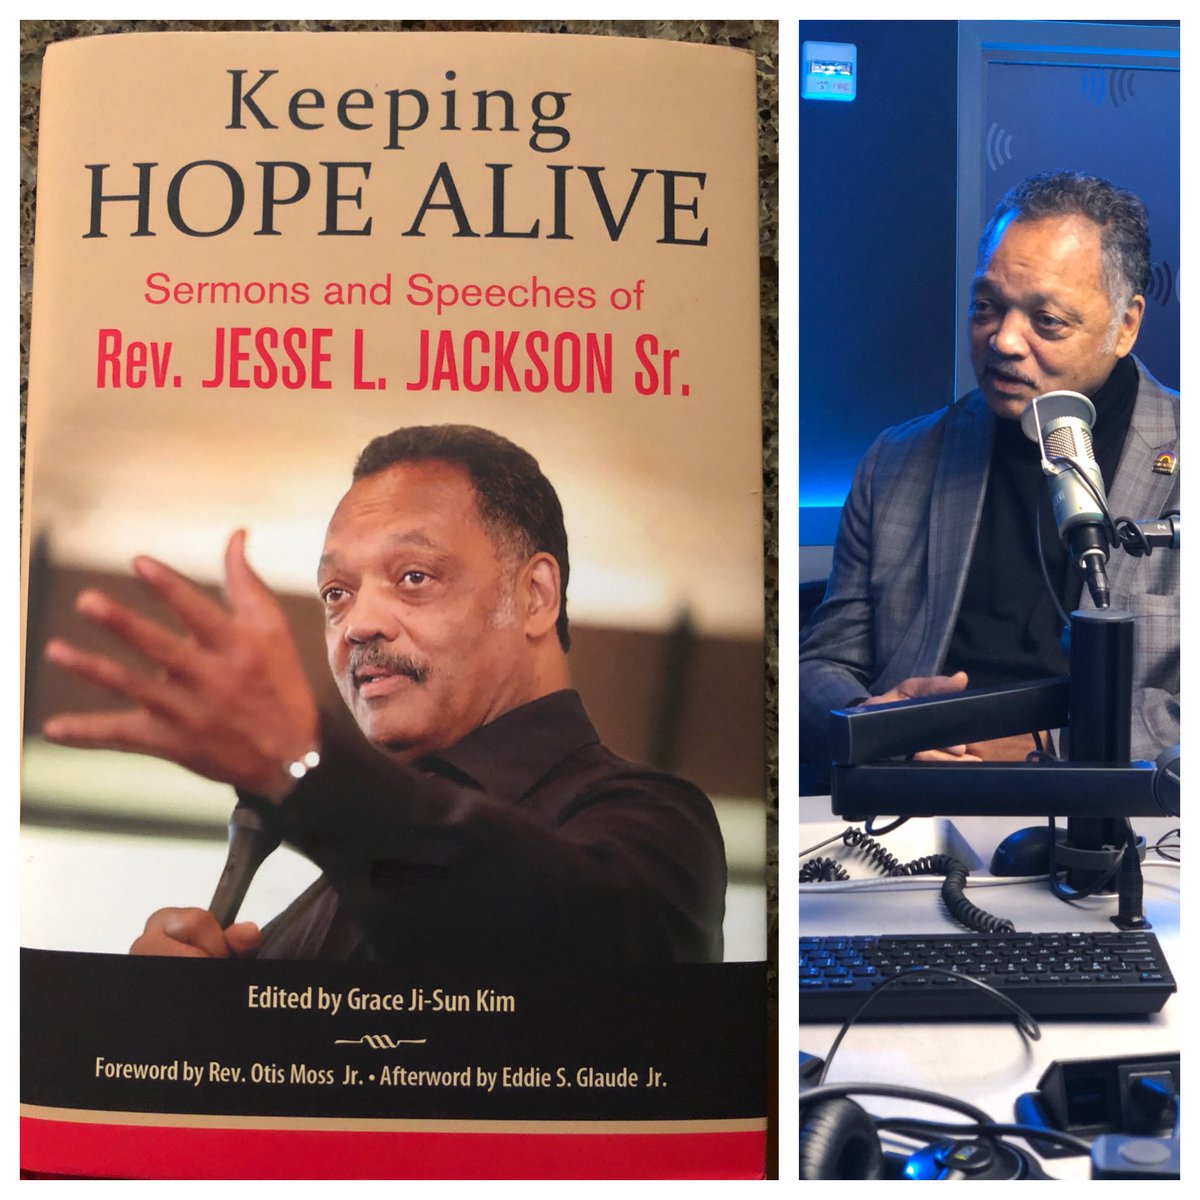 Keeping
HOPE ALIVE
Sermons and Speeches of
Rev. JESSE L. JACKSON Sr.
Edited by Grace Ji-Sun Kim
Foreword by Rev. Otis Moss Jr. • Afterword by Eddie S. Glaude Jr.
FIRE